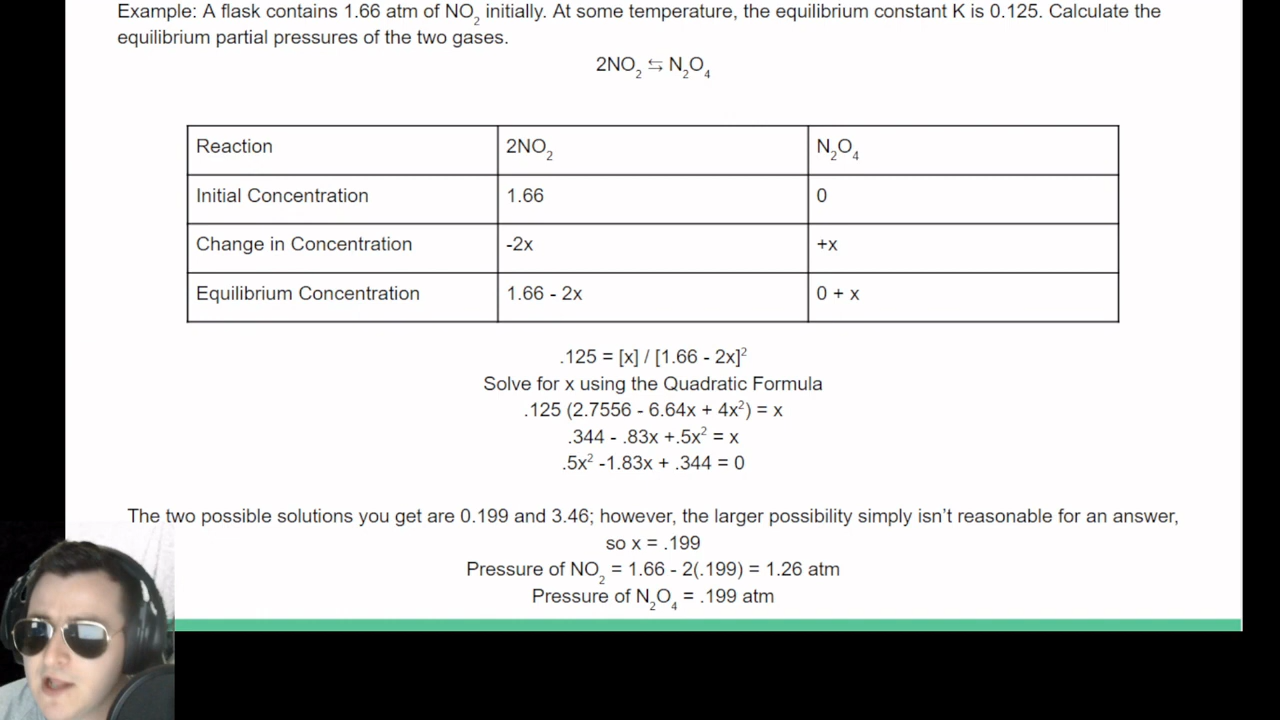 Example: A flask contains 1.66 atm of NO₂ initially. At some temperature, the equilibrium constant K is 0.125. Calculate the
equilibrium partial pressures of the two gases.
2NO₂ ⇆ N₂O₄
Reaction 2NO₂ N₂O₄
Initial Concentration 1.66 0
Change in Concentration -2x +x
Equilibrium Concentration 1.66 - 2x 0 + x
.125 = [x] / [1.66 - 2x]²
Solve for x using the Quadratic Formula
.125 (2.7556 - 6.64x + 4x²) = x
.344 - .83x +.5x² = x
.5x² -1.83x + .344 = 0
The two possible solutions you get are 0.199 and 3.46; however, the larger possibility simply isn't reasonable for an answer,
so x = .199
Pressure of NO₂ = 1.66 - 2(.199) = 1.26 atm
Pressure of N₂O₄ = .199 atm